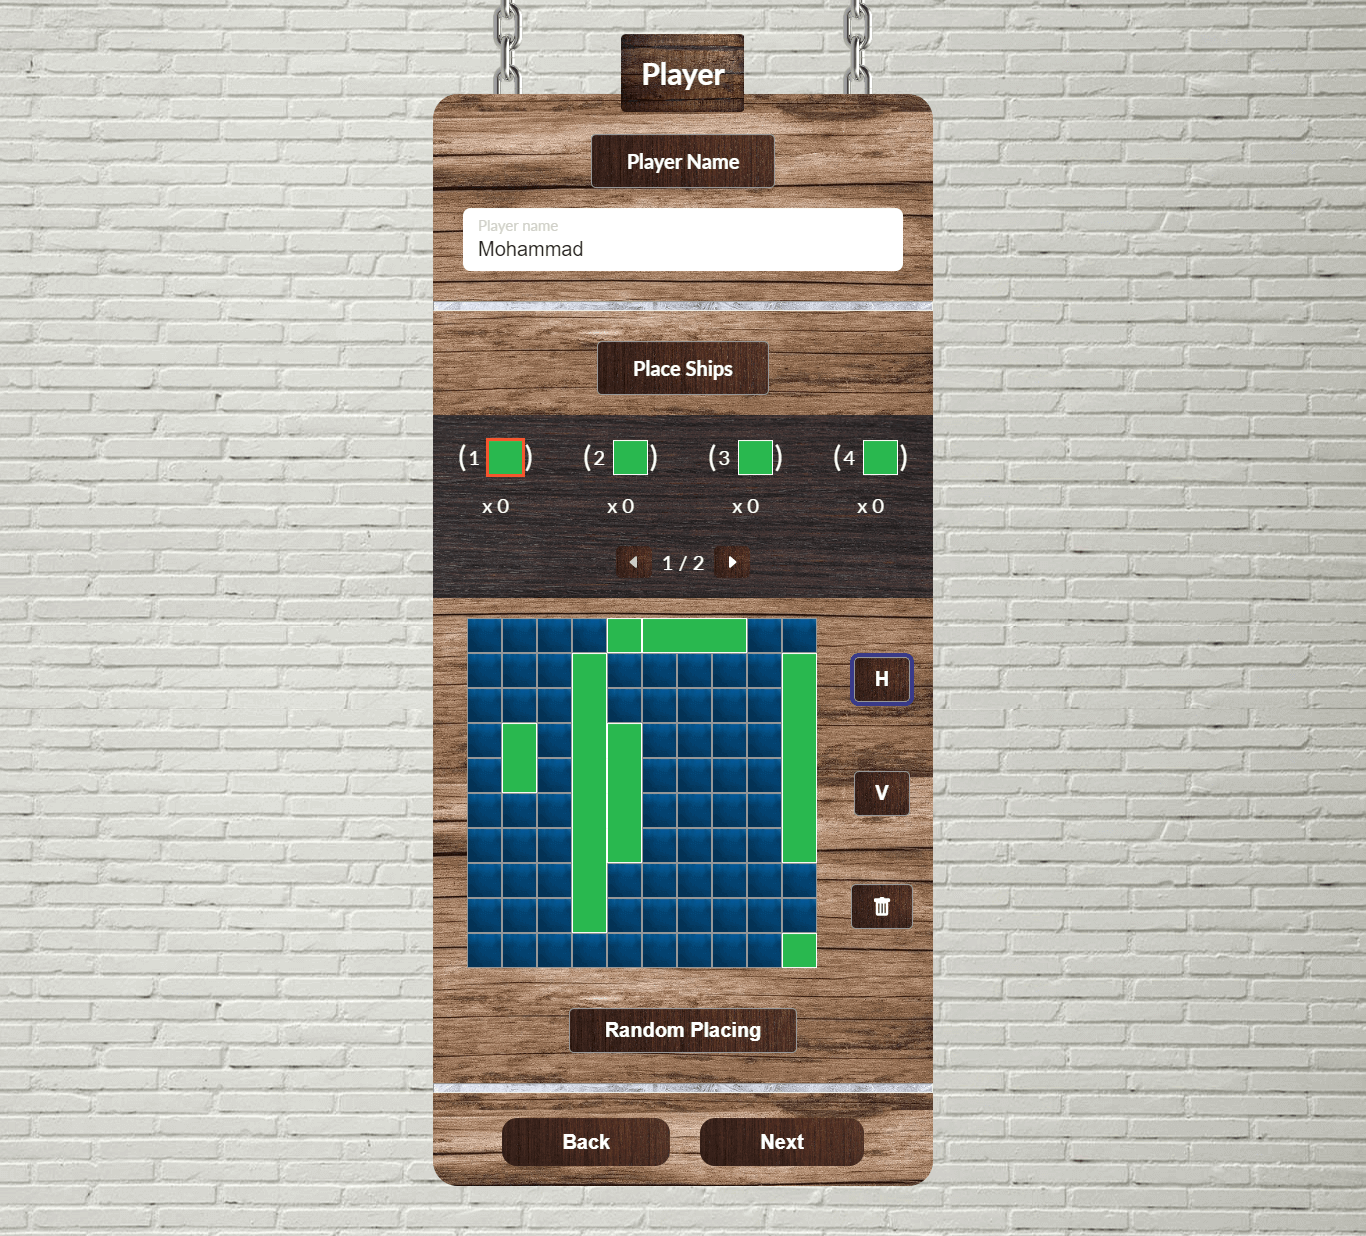 Player
Player Name
Player name
Mohammad
Place Ships
(1 ) (2 ) (3 ) (4 )
x 0 x 0 x 0 x 0
1 / 2
H
V
Random Placing
Back Next